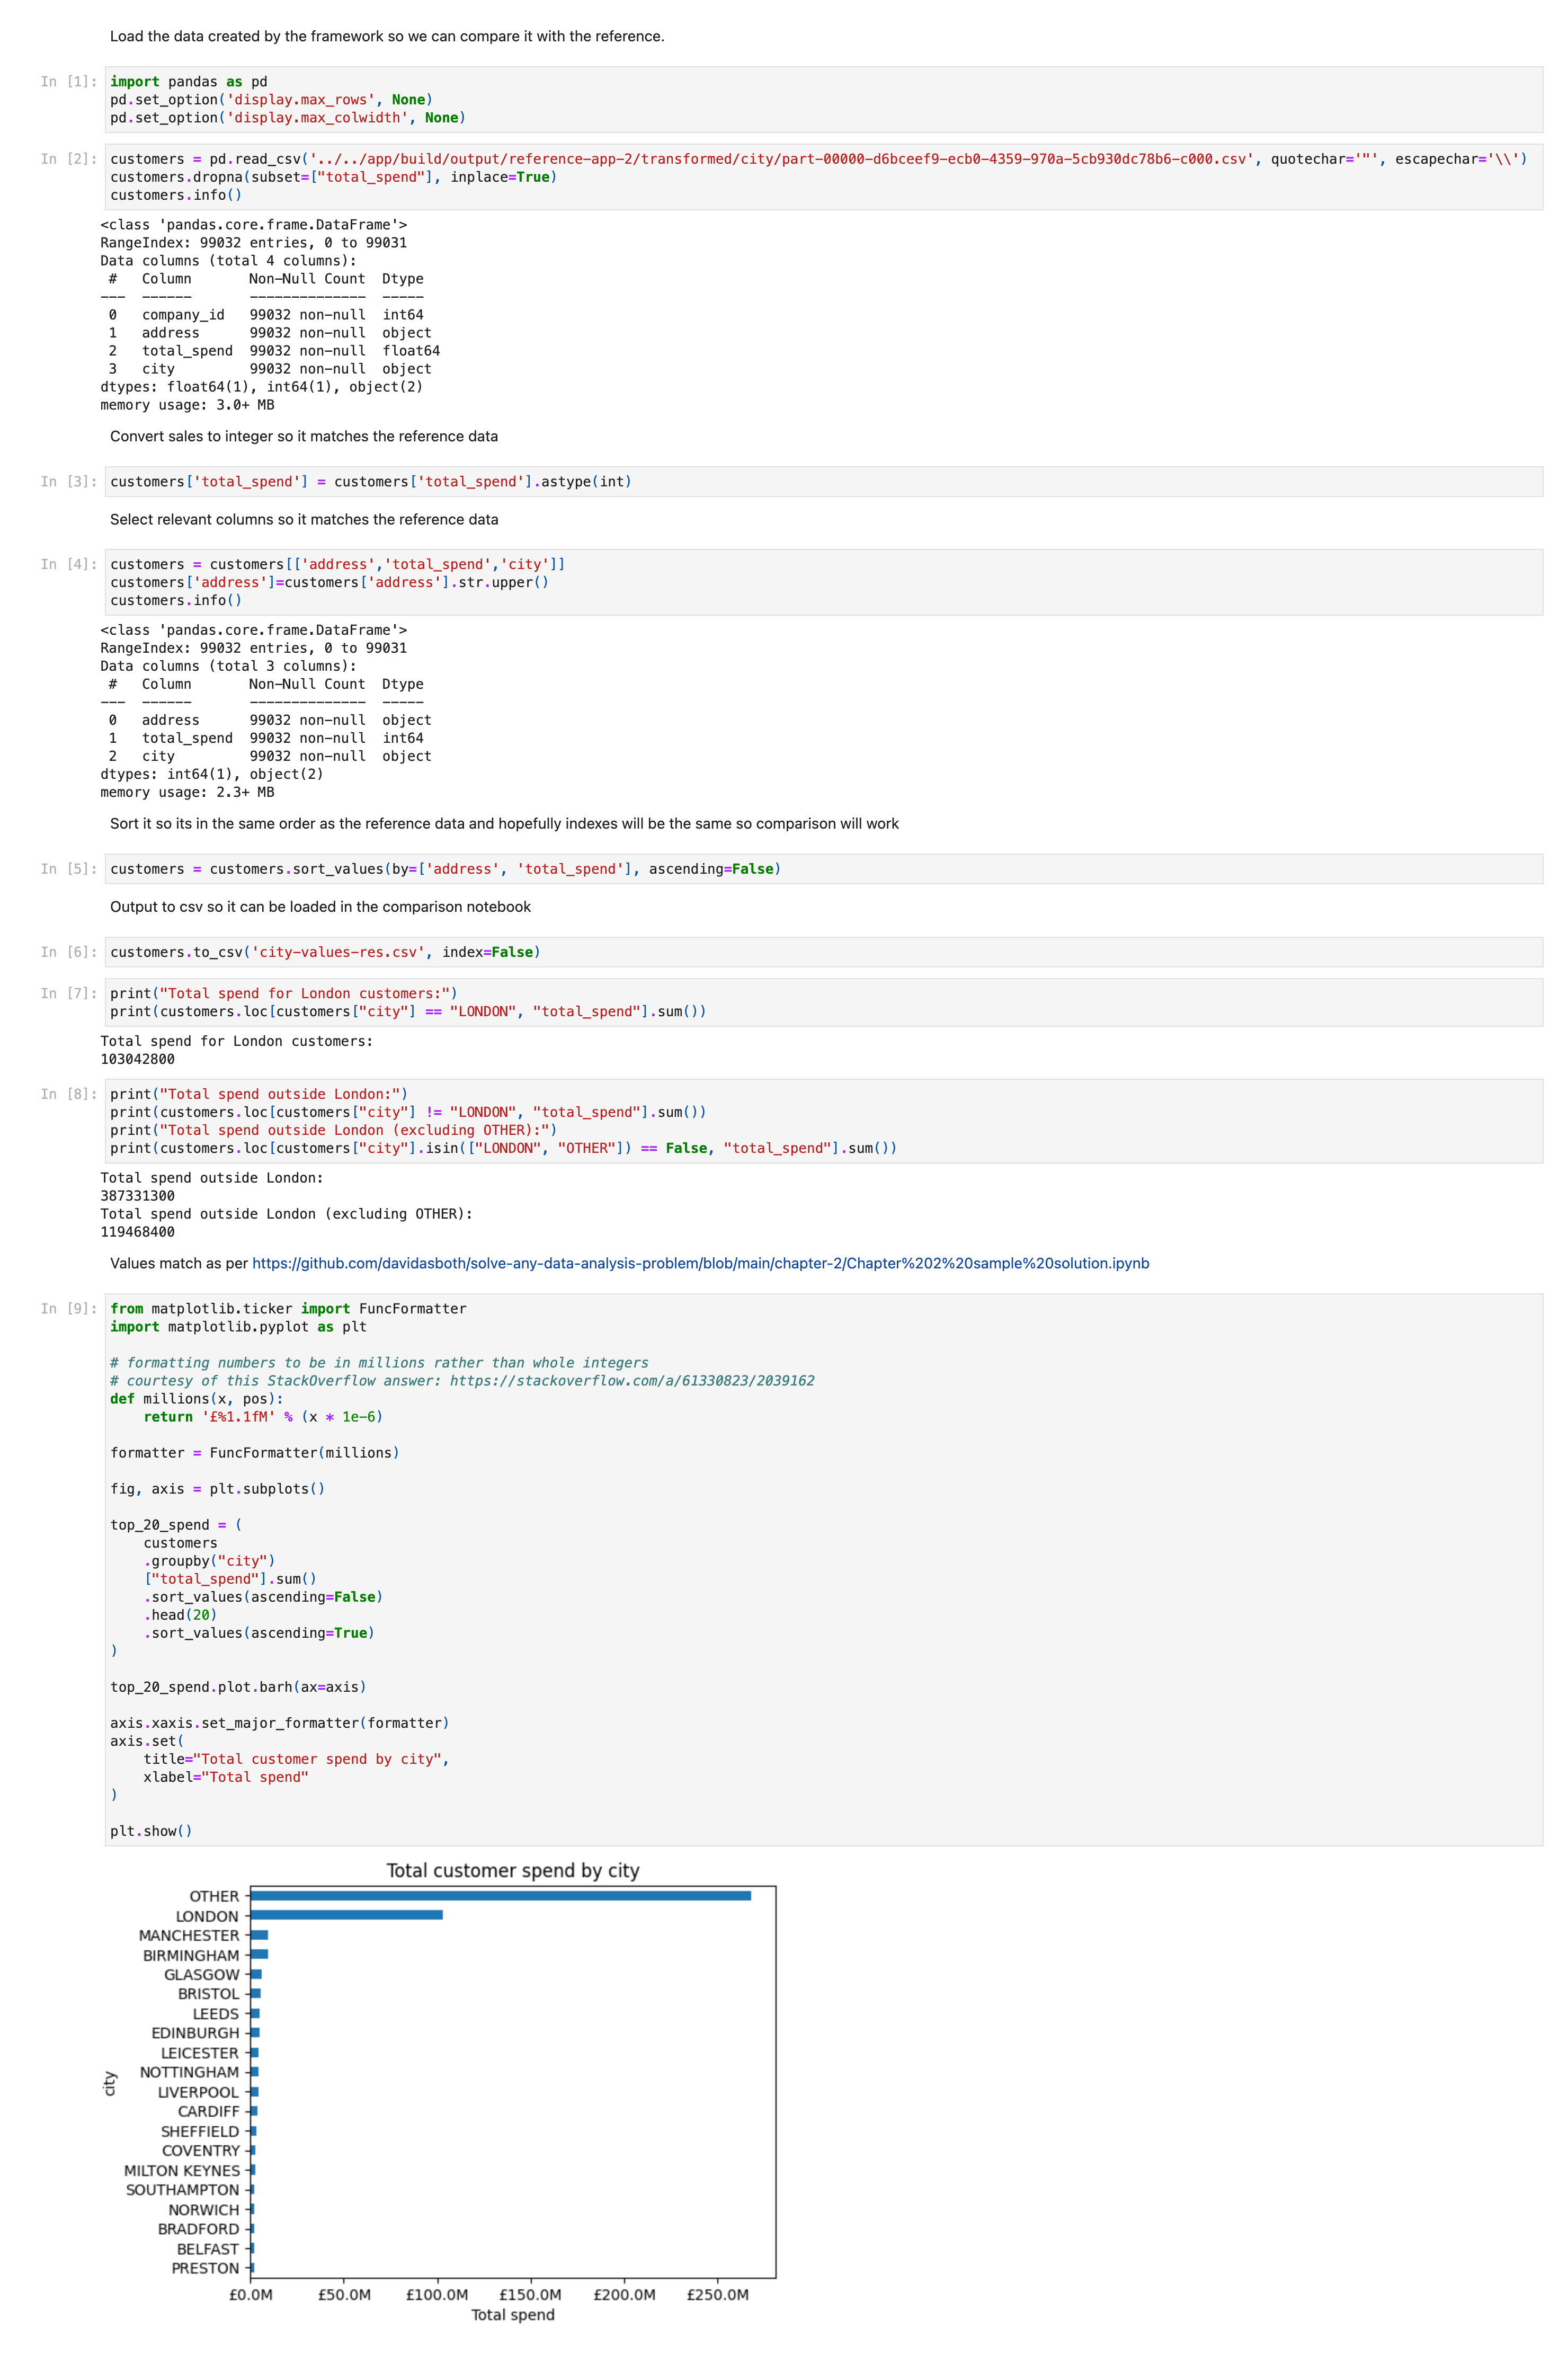 Load the data created by the framework so we can compare it with the reference.
In [1]: import pandas as pd
pd.set_option('display.max_rows', None)
pd.set_option('display.max_colwidth', None)
In [2]: customers = pd.read_csv('../../app/build/output/reference-app-2/transformed/city/part-00000-d6bceef9-ecb0-4359-970a-5cb930dc78b6-c000.csv', quotechar='"', escapechar='\\')
customers.dropna(subset=["total_spend"], inplace=True)
customers.info()
<class 'pandas.core.frame.DataFrame'>
RangeIndex: 99032 entries, 0 to 99031
Data columns (total 4 columns):
 #   Column       Non-Null Count  Dtype
---  ------       --------------  -----
 0   company_id   99032 non-null  int64
 1   address      99032 non-null  object
 2   total_spend  99032 non-null  float64
 3   city         99032 non-null  object
dtypes: float64(1), int64(1), object(2)
memory usage: 3.0+ MB
Convert sales to integer so it matches the reference data
In [3]: customers['total_spend'] = customers['total_spend'].astype(int)
Select relevant columns so it matches the reference data
In [4]: customers = customers[['address','total_spend','city']]
customers['address']=customers['address'].str.upper()
customers.info()
<class 'pandas.core.frame.DataFrame'>
RangeIndex: 99032 entries, 0 to 99031
Data columns (total 3 columns):
 #   Column       Non-Null Count  Dtype
---  ------       --------------  -----
 0   address      99032 non-null  object
 1   total_spend  99032 non-null  int64
 2   city         99032 non-null  object
dtypes: int64(1), object(2)
memory usage: 2.3+ MB
Sort it so its in the same order as the reference data and hopefully indexes will be the same so comparison will work
In [5]: customers = customers.sort_values(by=['address', 'total_spend'], ascending=False)
Output to csv so it can be loaded in the comparison notebook
In [6]: customers.to_csv('city-values-res.csv', index=False)
In [7]: print("Total spend for London customers:")
print(customers.loc[customers["city"] == "LONDON", "total_spend"].sum())
Total spend for London customers:
103042800
In [8]: print("Total spend outside London:")
print(customers.loc[customers["city"] != "LONDON", "total_spend"].sum())
print("Total spend outside London (excluding OTHER):")
print(customers.loc[customers["city"].isin(["LONDON", "OTHER"]) == False, "total_spend"].sum())
Total spend outside London:
387331300
Total spend outside London (excluding OTHER):
119468400
Values match as per https://github.com/davidasboth/solve-any-data-analysis-problem/blob/main/chapter-2/Chapter%202%20sample%20solution.ipynb
In [9]: from matplotlib.ticker import FuncFormatter
import matplotlib.pyplot as plt
# formatting numbers to be in millions rather than whole integers
# courtesy of this StackOverflow answer: https://stackoverflow.com/a/61330823/2039162
def millions(x, pos):
    return '£%1.1fM' % (x * 1e-6)
formatter = FuncFormatter(millions)
fig, axis = plt.subplots()
top_20_spend = (
    customers
    .groupby("city")
    ["total_spend"].sum()
    .sort_values(ascending=False)
    .head(20)
    .sort_values(ascending=True)
)
top_20_spend.plot.barh(ax=axis)
axis.xaxis.set_major_formatter(formatter)
axis.set(
    title="Total customer spend by city",
    xlabel="Total spend"
)
plt.show()
Total customer spend by city
OTHER
LONDON
MANCHESTER
BIRMINGHAM
GLASGOW
BRISTOL
LEEDS
EDINBURGH
LEICESTER
NOTTINGHAM
LIVERPOOL
CARDIFF
SHEFFIELD
COVENTRY
MILTON KEYNES
SOUTHAMPTON
NORWICH
BRADFORD
BELFAST
PRESTON
city
£0.0M £50.0M £100.0M £150.0M £200.0M £250.0M
Total spend